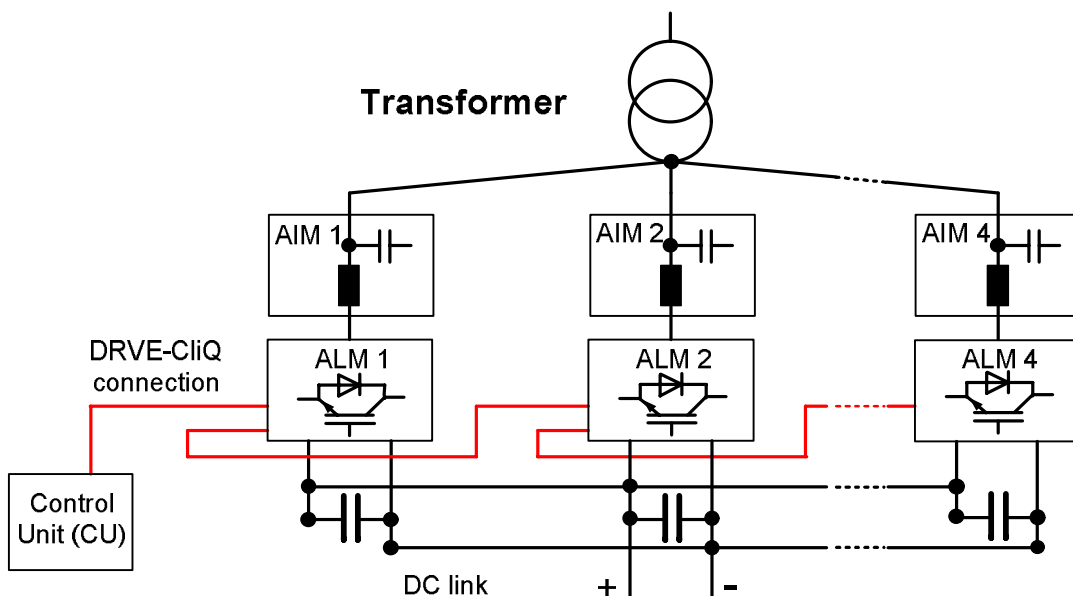 Transformer
AIM 1
AIM 2
AIM 4
DRVE-CliQ
connection
ALM 1
ALM 2
ALM 4
Control
Unit (CU)
DC link
+
-